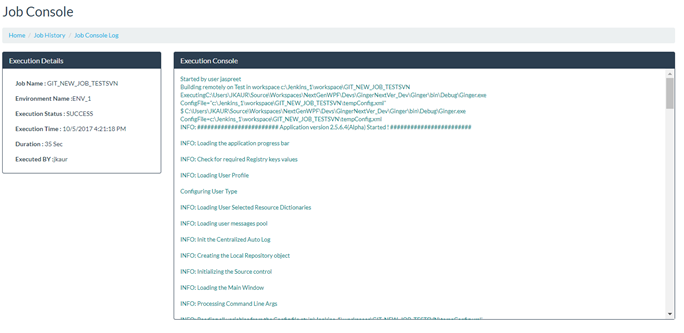 Job Console
Home / Job History / Job Console Log
Execution Details
Job Name : GIT_NEW_JOB_TESTSVN
Environment Name :ENV_1
Execution Status : SUCCESS
Execution Time : 10/5/2017 4:21:18 PM
Duration : 35 Sec
Executed BY :jkaur
Execution Console
Started by user jaspreet
Building remotely on Test in workspace c:\Jenkins_1\workspace\GIT_NEW_JOB_TESTSVN
ExecutingC:\Users\JKAUR\Source\Workspaces\NextGenWPF\Devs\GingerNextVer_Dev\Ginger\bin\Debug\Ginger.exe
ConfigFile="c:\Jenkins_1\workspace\GIT_NEW_JOB_TESTSVN\tempConfig.xml"
$ C:\Users\JKAUR\Source\Workspaces\NextGenWPF\Devs\GingerNextVer_Dev\Ginger\bin\Debug\Ginger.exe
ConfigFile=c:\Jenkins_1\workspace\GIT_NEW_JOB_TESTSVN\tempConfig.xml
INFO: ######################## Application version 2.5.6.4(Alpha) Started ! ########################
INFO: Loading the application progress bar
INFO: Check for required Registry keys values
INFO: Loading User Profile
Configuring User Type
INFO: Loading User Selected Resource Dictionaries
INFO: Loading user messages pool
INFO: Init the Centralized Auto Log
INFO: Creating the Local Repository object
INFO: Initializing the Source control
INFO: Loading the Main Window
INFO: Processing Command Line Args